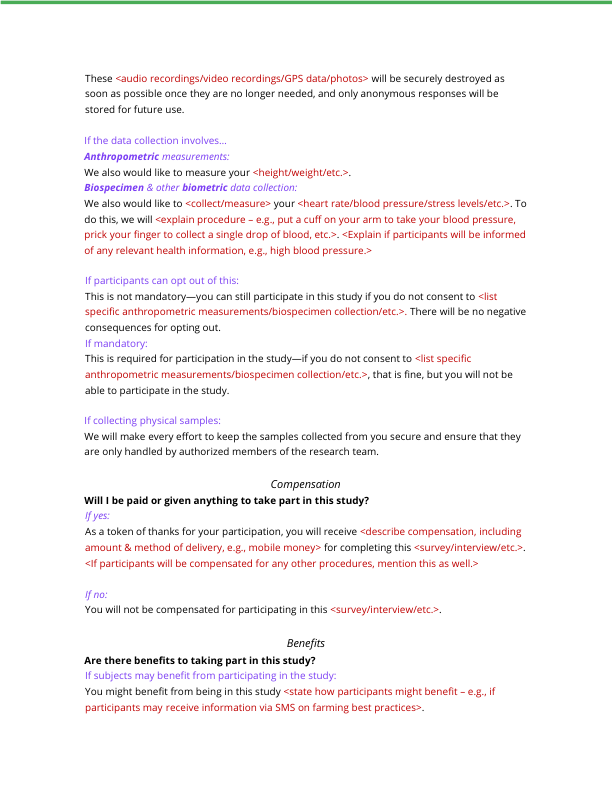 These <audio recordings/video recordings/GPS data/photos> will be securely destroyed as
soon as possible once they are no longer needed, and only anonymous responses will be
stored for future use.
If the data collection involves…
Anthropometric measurements:
We also would like to measure your <height/weight/etc.>.
Biospecimen & other biometric data collection:
We also would like to <collect/measure> your <heart rate/blood pressure/stress levels/etc.>. To
do this, we will <explain procedure – e.g., put a cuff on your arm to take your blood pressure,
prick your finger to collect a single drop of blood, etc.>. <Explain if participants will be informed
of any relevant health information, e.g., high blood pressure.>
If participants can opt out of this:
This is not mandatory—you can still participate in this study if you do not consent to <list
specific anthropometric measurements/biospecimen collection/etc.>. There will be no negative
consequences for opting out.
If mandatory:
This is required for participation in the study—if you do not consent to <list specific
anthropometric measurements/biospecimen collection/etc.>, that is fine, but you will not be
able to participate in the study.
If collecting physical samples:
We will make every effort to keep the samples collected from you secure and ensure that they
are only handled by authorized members of the research team.
Compensation
Will I be paid or given anything to take part in this study?
If yes:
As a token of thanks for your participation, you will receive <describe compensation, including
amount & method of delivery, e.g., mobile money> for completing this <survey/interview/etc.>.
<If participants will be compensated for any other procedures, mention this as well.>
If no:
You will not be compensated for participating in this <survey/interview/etc.>.
Benefits
Are there benefits to taking part in this study?
If subjects may benefit from participating in the study:
You might benefit from being in this study <state how participants might benefit – e.g., if
participants may receive information via SMS on farming best practices>.